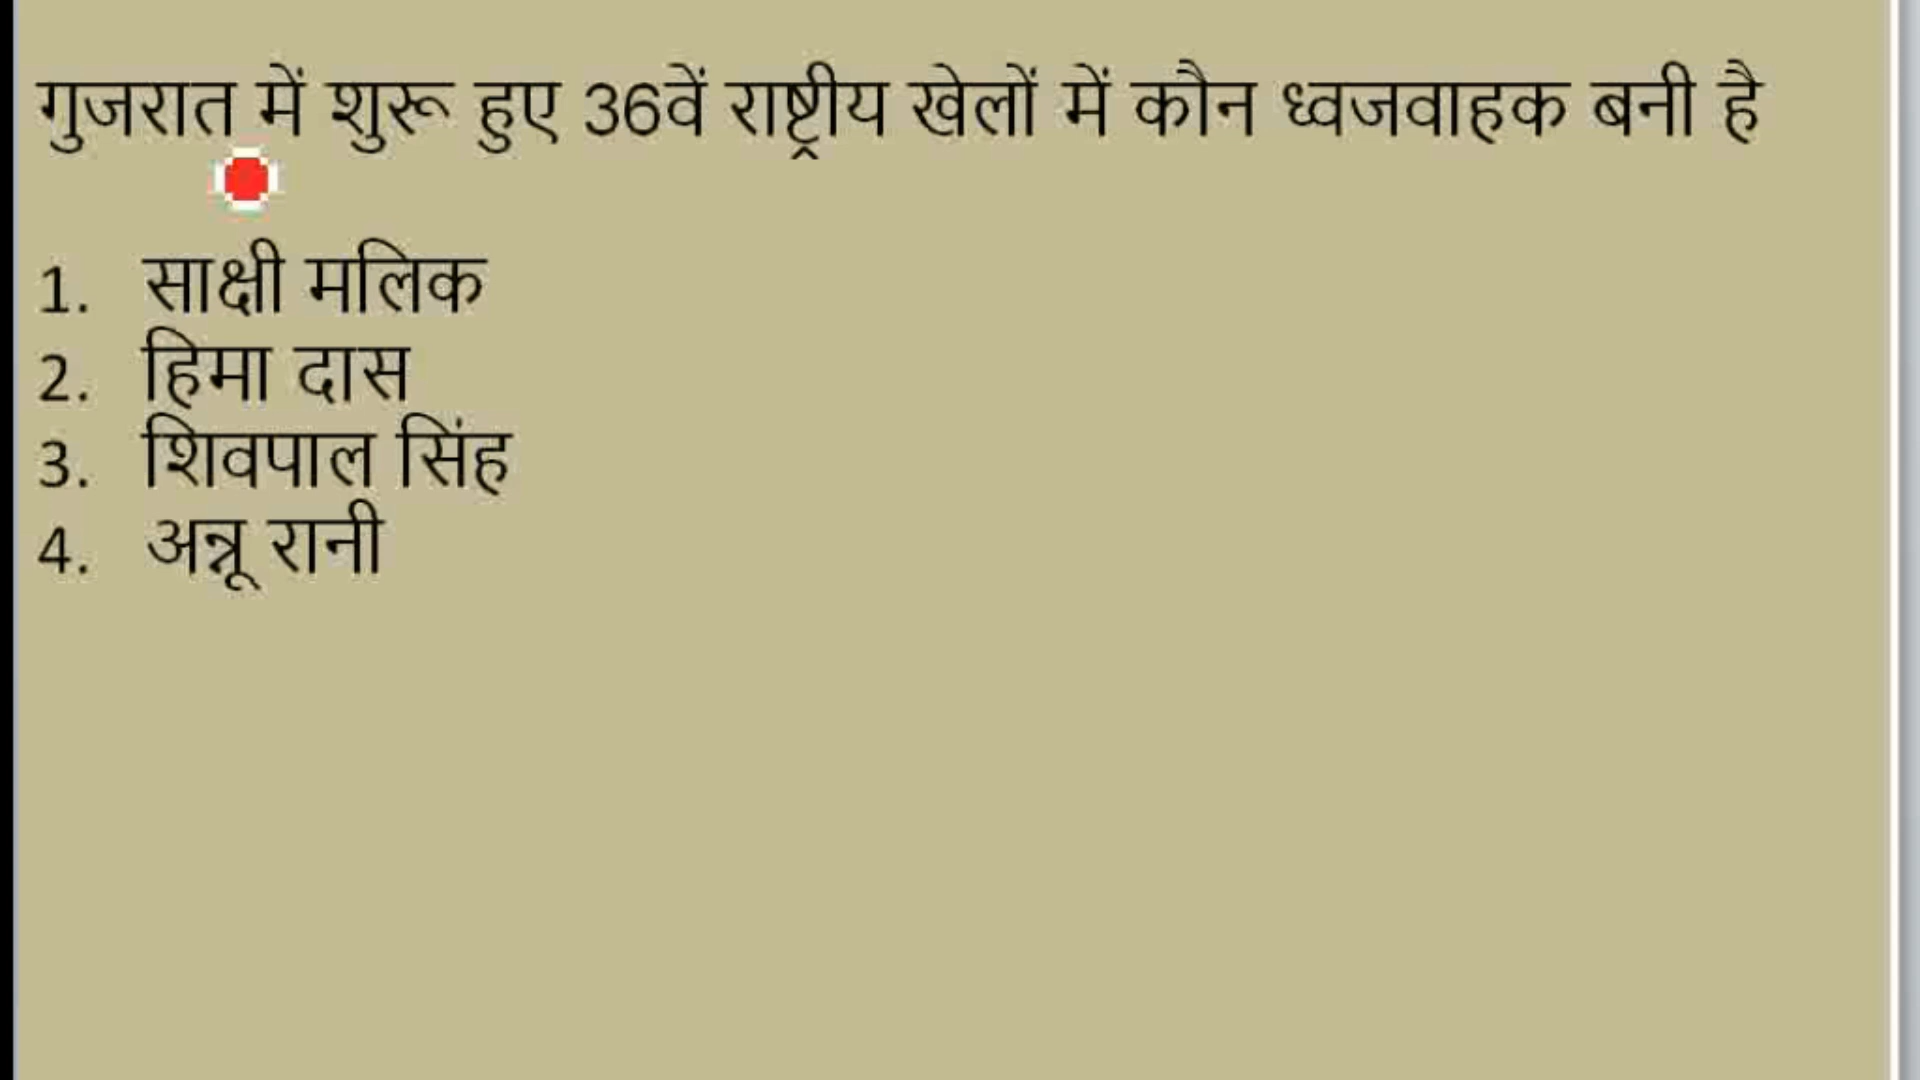 गुजरात में शुरू हुए 36वें राष्ट्रीय खेलों में कौन ध्वजवाहक बनी है
1. साक्षी मलिक
2. हिमा दास
3. शिवपाल सिंह
4. अन्नू रानी